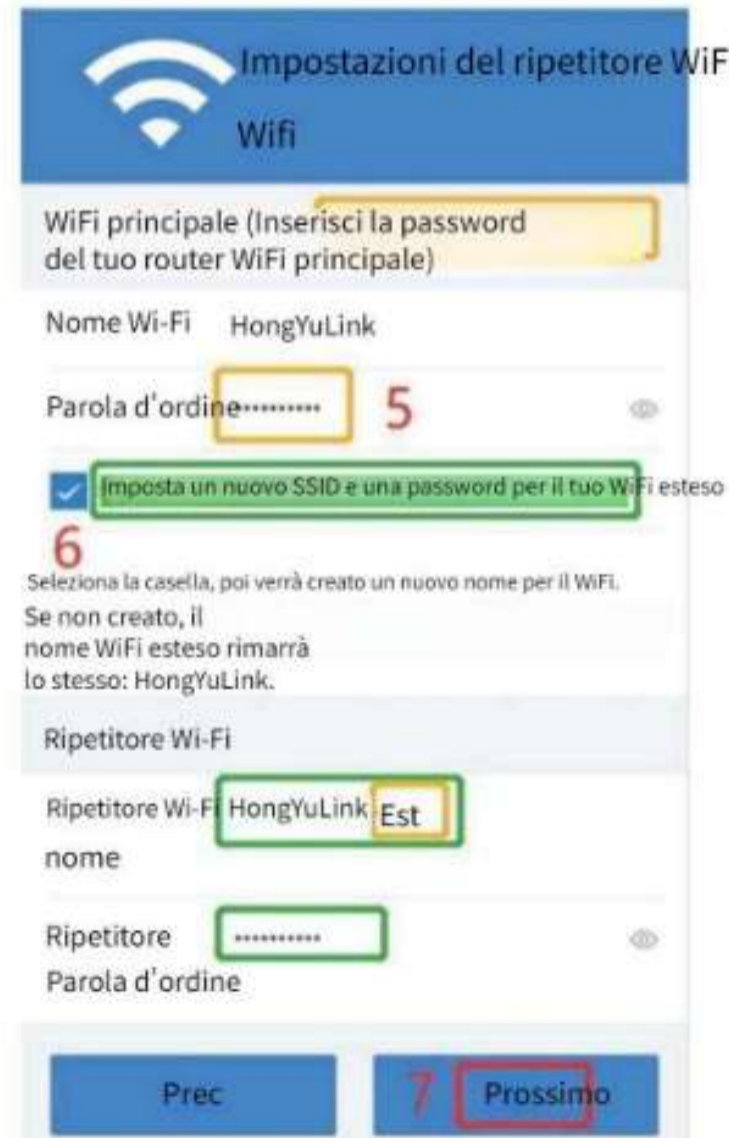 Impostazioni del ripetitore WiF
Wifi
WiFi principale (Inserisci la password
del tuo router WiFi principale)
Nome Wi-Fi HongYuLink
Parola d'ordine ·········· 5
Imposta un nuovo SSID e una password per il tuo WiFi esteso
6
Seleziona la casella, poi verrà creato un nuovo nome per il WiFi.
Se non creato, il
nome WiFi esteso rimarrà
lo stesso: HongYuLink.
Ripetitore Wi-Fi
Ripetitore Wi-Fi HongYuLink Est
nome
Ripetitore ··········
Parola d'ordine
Prec 7 Prossimo